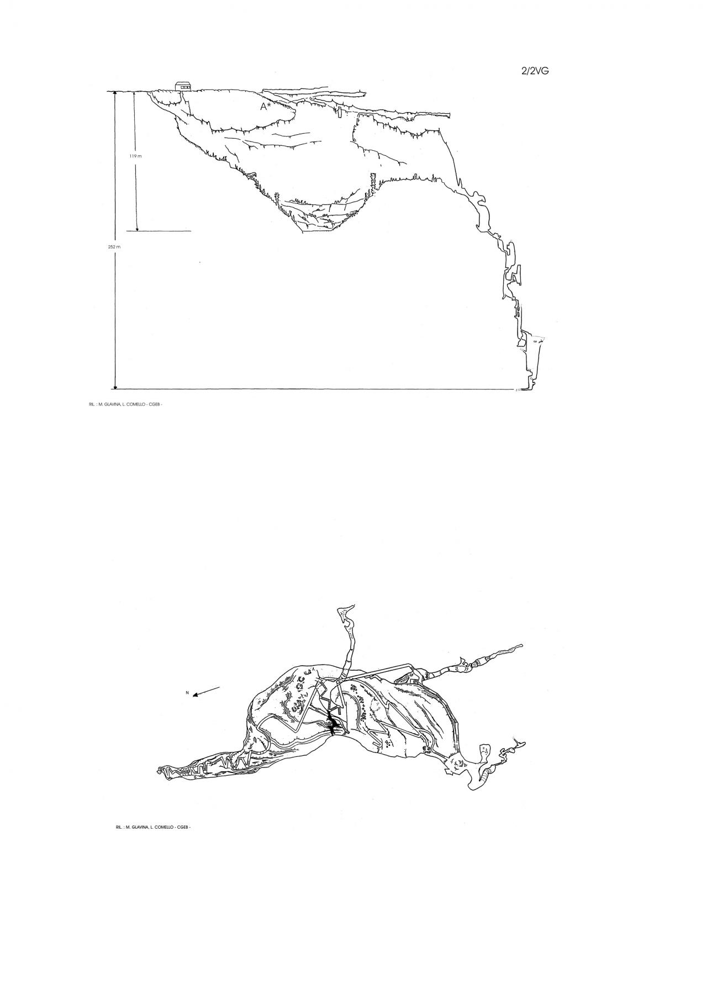 2/2VG
A*
119 m
252 m
RIL. : M. GLAVINA, L. COMELLO - CGEB -
N
RIL. : M. GLAVINA, L. COMELLO - CGEB -